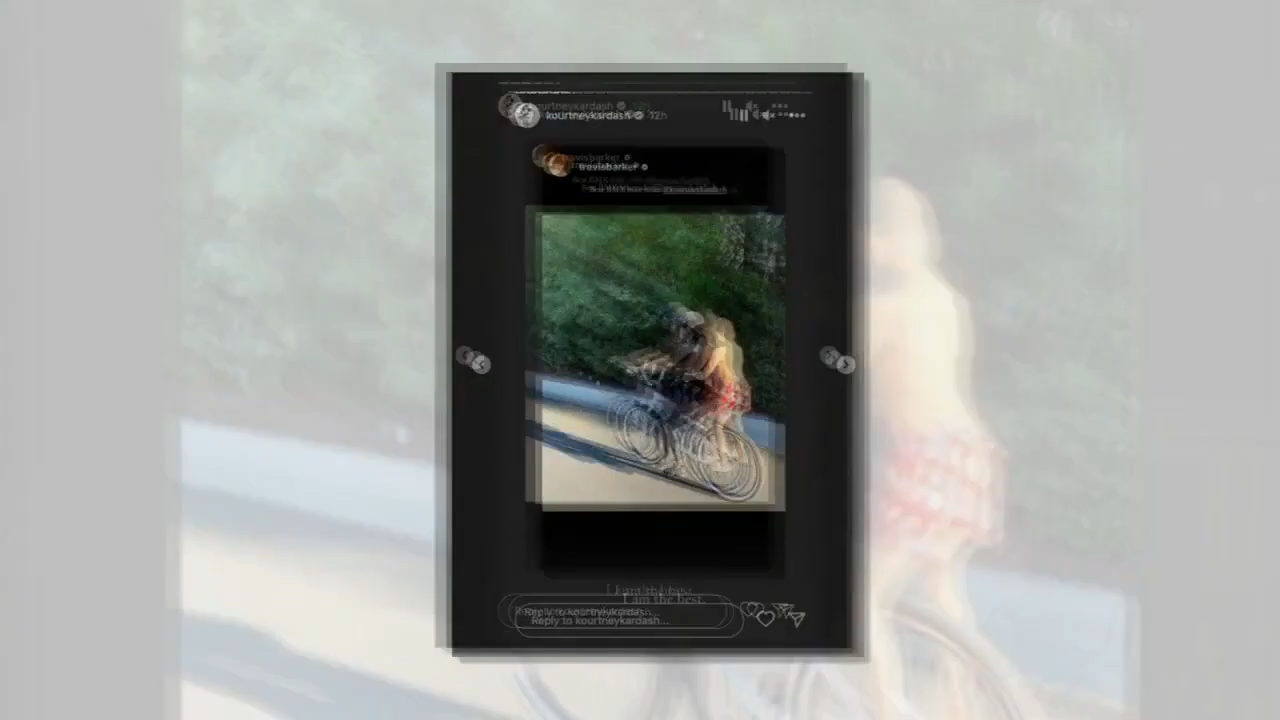 kourtneykardash 12h
travisbarker
I am the best.
Reply to kourtneykardash...